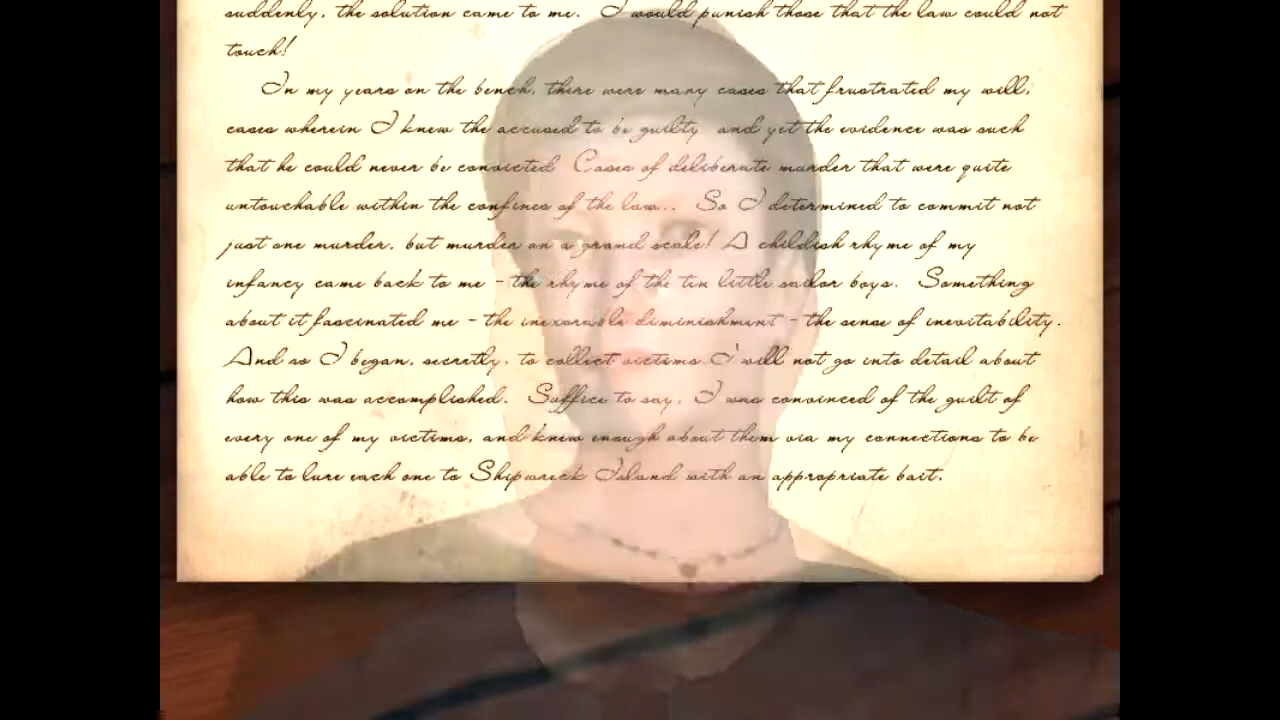 suddenly, the solution came to me. I would punish those that the law could not
touch!
In my years on the bench, there were many cases that frustrated my will,
cases wherein I knew the accused to be guilty and yet the evidence was such
that he could never be convicted Cases of deliberate murder that were quite
untouchable within the confines of the law... So I determined to commit not
just one murder, but murder on a grand scale! A childish rhyme of my
infancy came back to me - the rhyme of the ten little sailor boys. Something
about it fascinated me - the inexorable diminishment - the sense of inevitability.
And so I began, secretly, to collect victims I will not go into detail about
how this was accomplished. Suffice to say, I was convinced of the guilt of
every one of my victims, and knew enough about them via my connections to be
able to lure each one to Shipwreck Island with an appropriate bait.